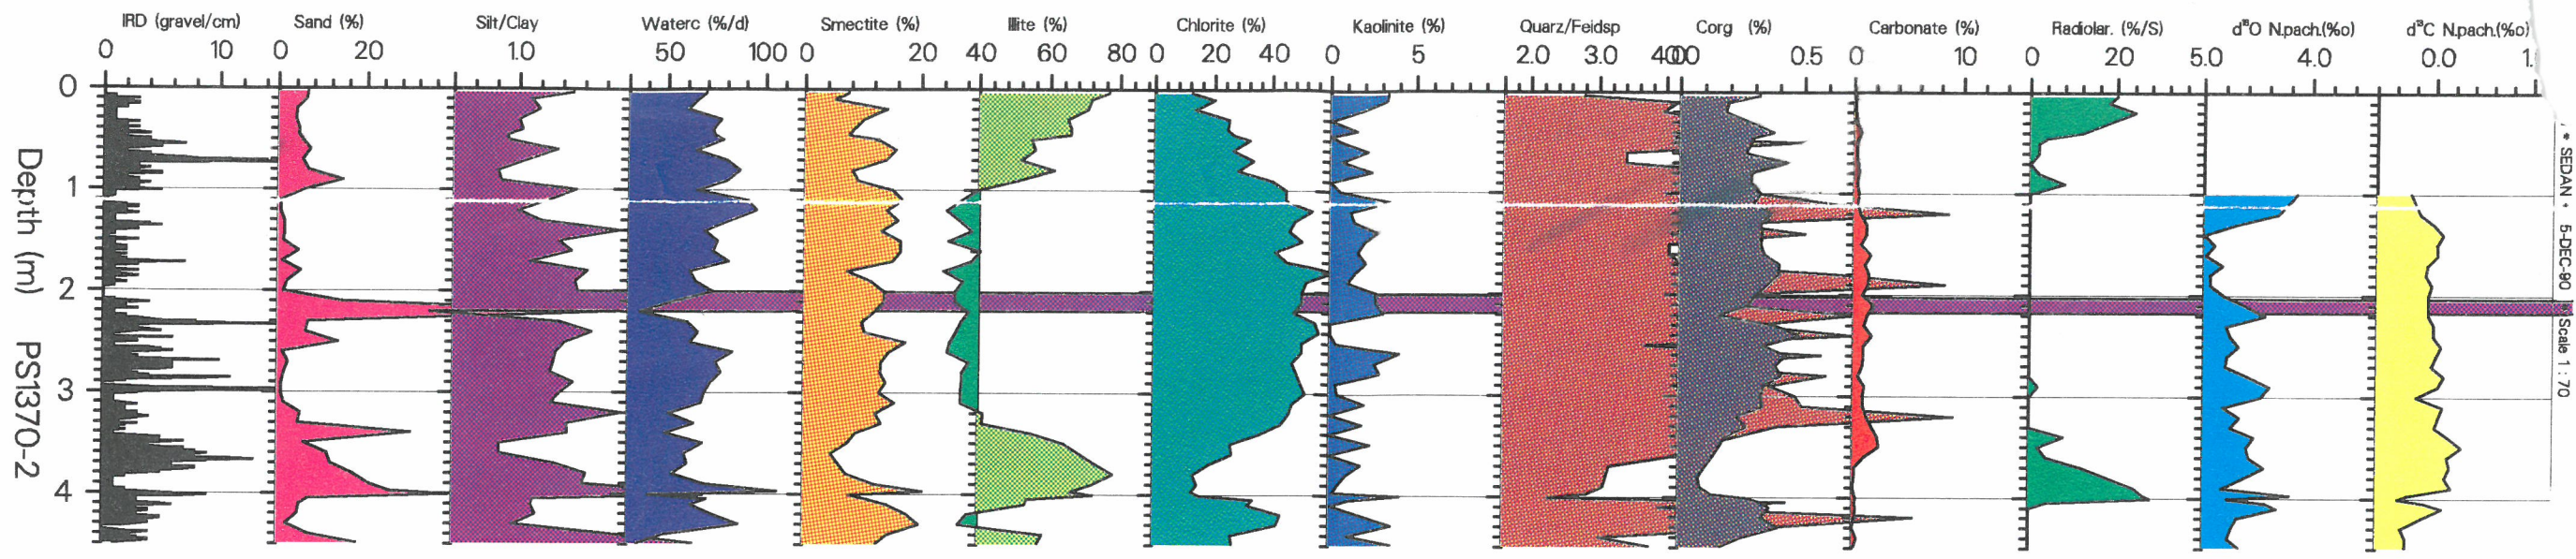 IRD (gravel/cm) Sand (%) Silt/Clay Waterc (%/d) Smectite (%) Illite (%) Chlorite (%) Kaolinite (%) Quarz/Feldsp Corg (%) Carbonate (%) Radiolar. (%/S) d¹⁸O N.pach.(%o) d¹³C N.pach.(%o)
0 10 0 20 1.0 50 100 0 20 40 60 80 0 20 40 0 5 2.0 3.0 4.0 0.0 0.5 0 10 0 20 5.0 4.0 0.0 1.
0
1
2
3
4
Depth (m) PS1370-2
* SEDAN * 5-DEC-90 Scale 1 : 70